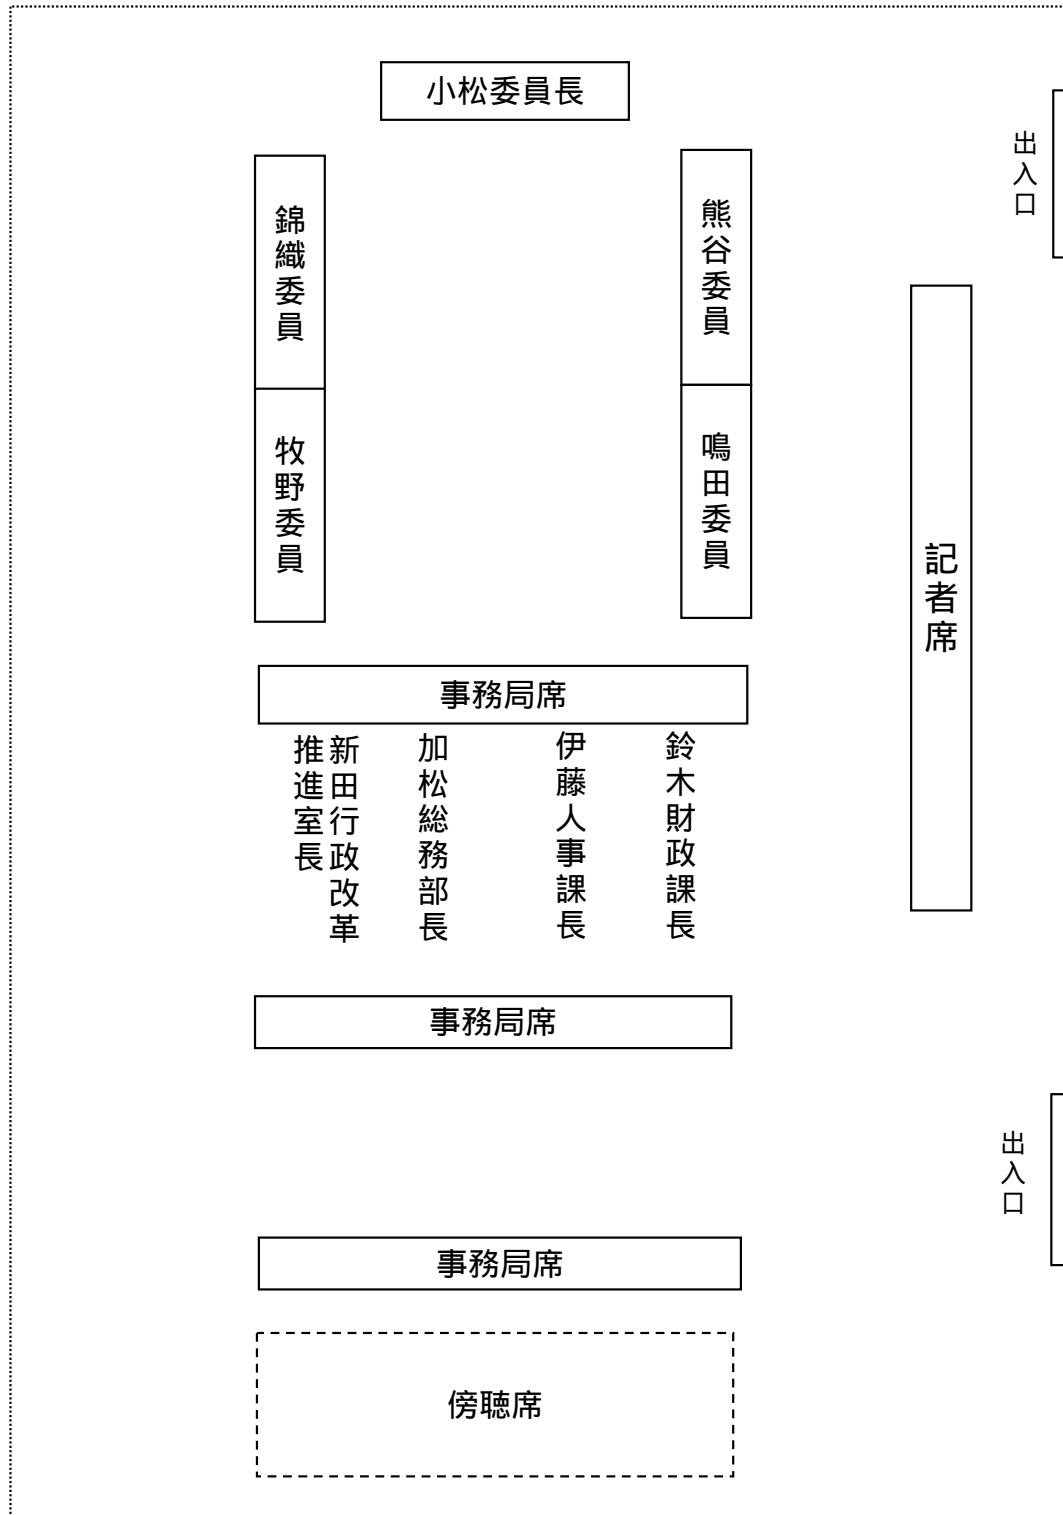 小松委員長
出入口
錦織委員
熊谷委員
牧野委員
鳴田委員
記者席
事務局席
新田行政改革
推進室長
加松総務部長
伊藤人事課長
鈴木財政課長
事務局席
出入口
事務局席
傍聴席